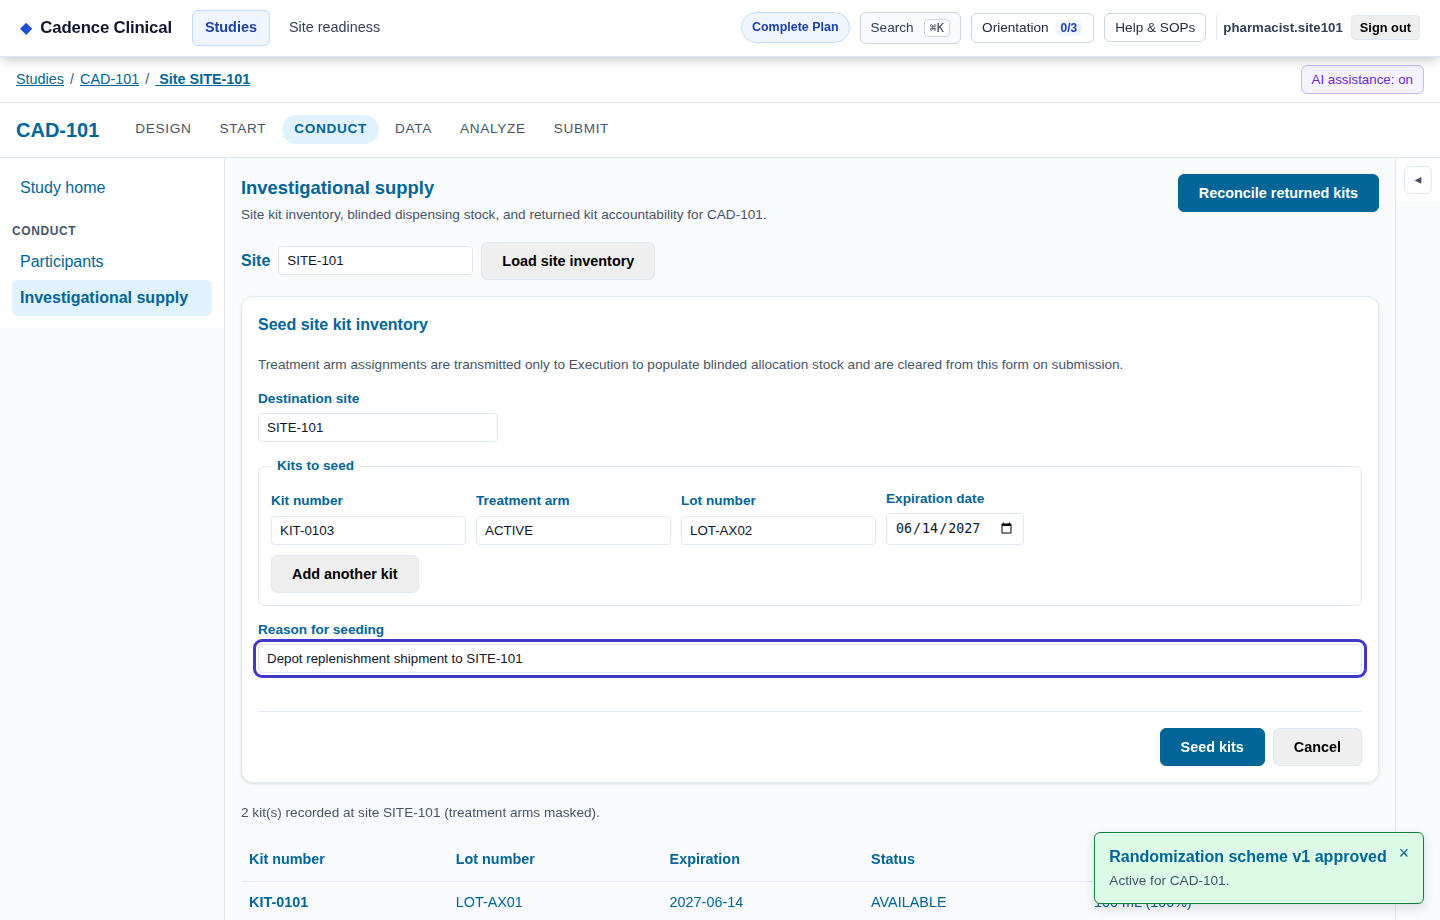 ◆ Cadence Clinical Studies Site readiness Complete Plan Search ⌘K Orientation 0/3 Help & SOPs pharmacist.site101 Sign out
Studies / CAD-101 / Site SITE-101 AI assistance: on
CAD-101 DESIGN START CONDUCT DATA ANALYZE SUBMIT
Study home
CONDUCT
Participants
Investigational supply
Investigational supply
Site kit inventory, blinded dispensing stock, and returned kit accountability for CAD-101.
Reconcile returned kits
◀
Site SITE-101 Load site inventory
Seed site kit inventory
Treatment arm assignments are transmitted only to Execution to populate blinded allocation stock and are cleared from this form on submission.
Destination site
SITE-101
Kits to seed
Kit number Treatment arm Lot number Expiration date
KIT-0103 ACTIVE LOT-AX02 06/14/2027
Add another kit
Reason for seeding
Depot replenishment shipment to SITE-101
Seed kits Cancel
2 kit(s) recorded at site SITE-101 (treatment arms masked).
Kit number Lot number Expiration Status
KIT-0101 LOT-AX01 2027-06-14 AVAILABLE
Randomization scheme v1 approved ×
Active for CAD-101.